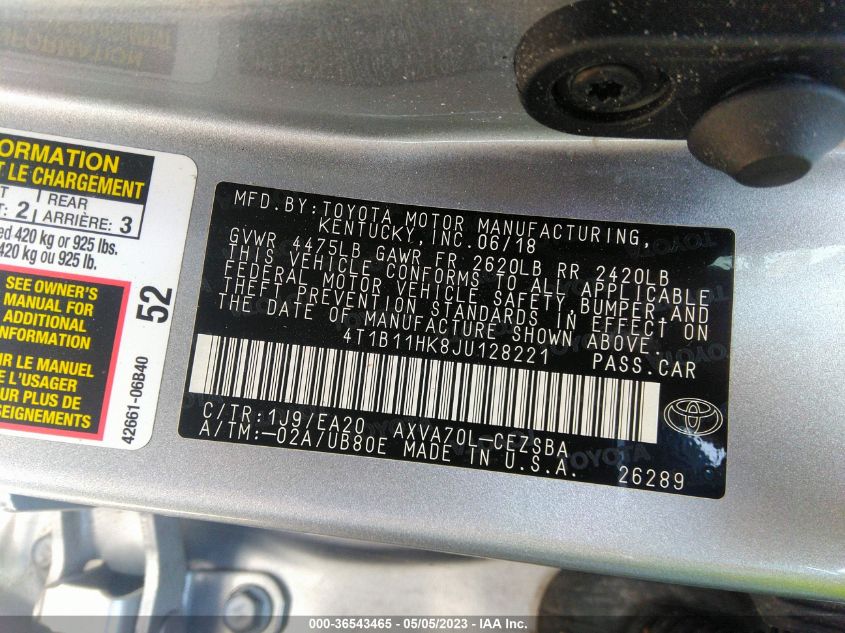 ORMATION
T LE CHARGEMENT
T
: 2
REAR
ARRIÈRE: 3
ed 420 kg or 925 lbs.
420 kg ou 925 lb.
SEE OWNER'S
MANUAL FOR
ADDITIONAL
INFORMATION
R LE MANUEL
E L'USAGER
UR PLUS DE
SEIGNEMENTS
52
42661-06B40
MFD.BY:TOYOTA MOTOR MANUFACTURING,
KENTUCKY, INC.06/18
GVWR 4475LB GAWR FR 2620LB RR 2420LB
THIS VEHICLE CONFORMS TO ALL APPLICABLE
FEDERAL MOTOR VEHICLE SAFETY,BUMPER,AND
THEFT PREVENTION STANDARDS IN EFFECT ON
THE DATE OF MANUFACTURE SHOWN ABOVE.
4T1B11HK8JU128221 PASS.CAR
C/TR:1J9/EA20 AXVA70L-CEZSBA
A/TM:-02A/UB80E MADE IN U.S.A. 26289
000-36543465 - 05/05/2023 - IAA Inc.